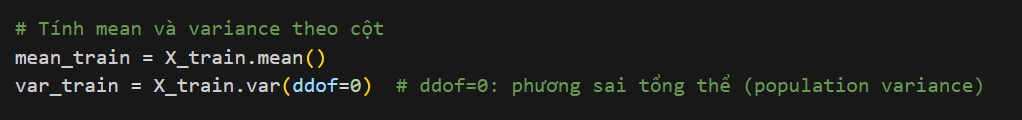 # Tính mean và variance theo cột
mean_train = X_train.mean()
var_train = X_train.var(ddof=0)  # ddof=0: phương sai tổng thể (population variance)